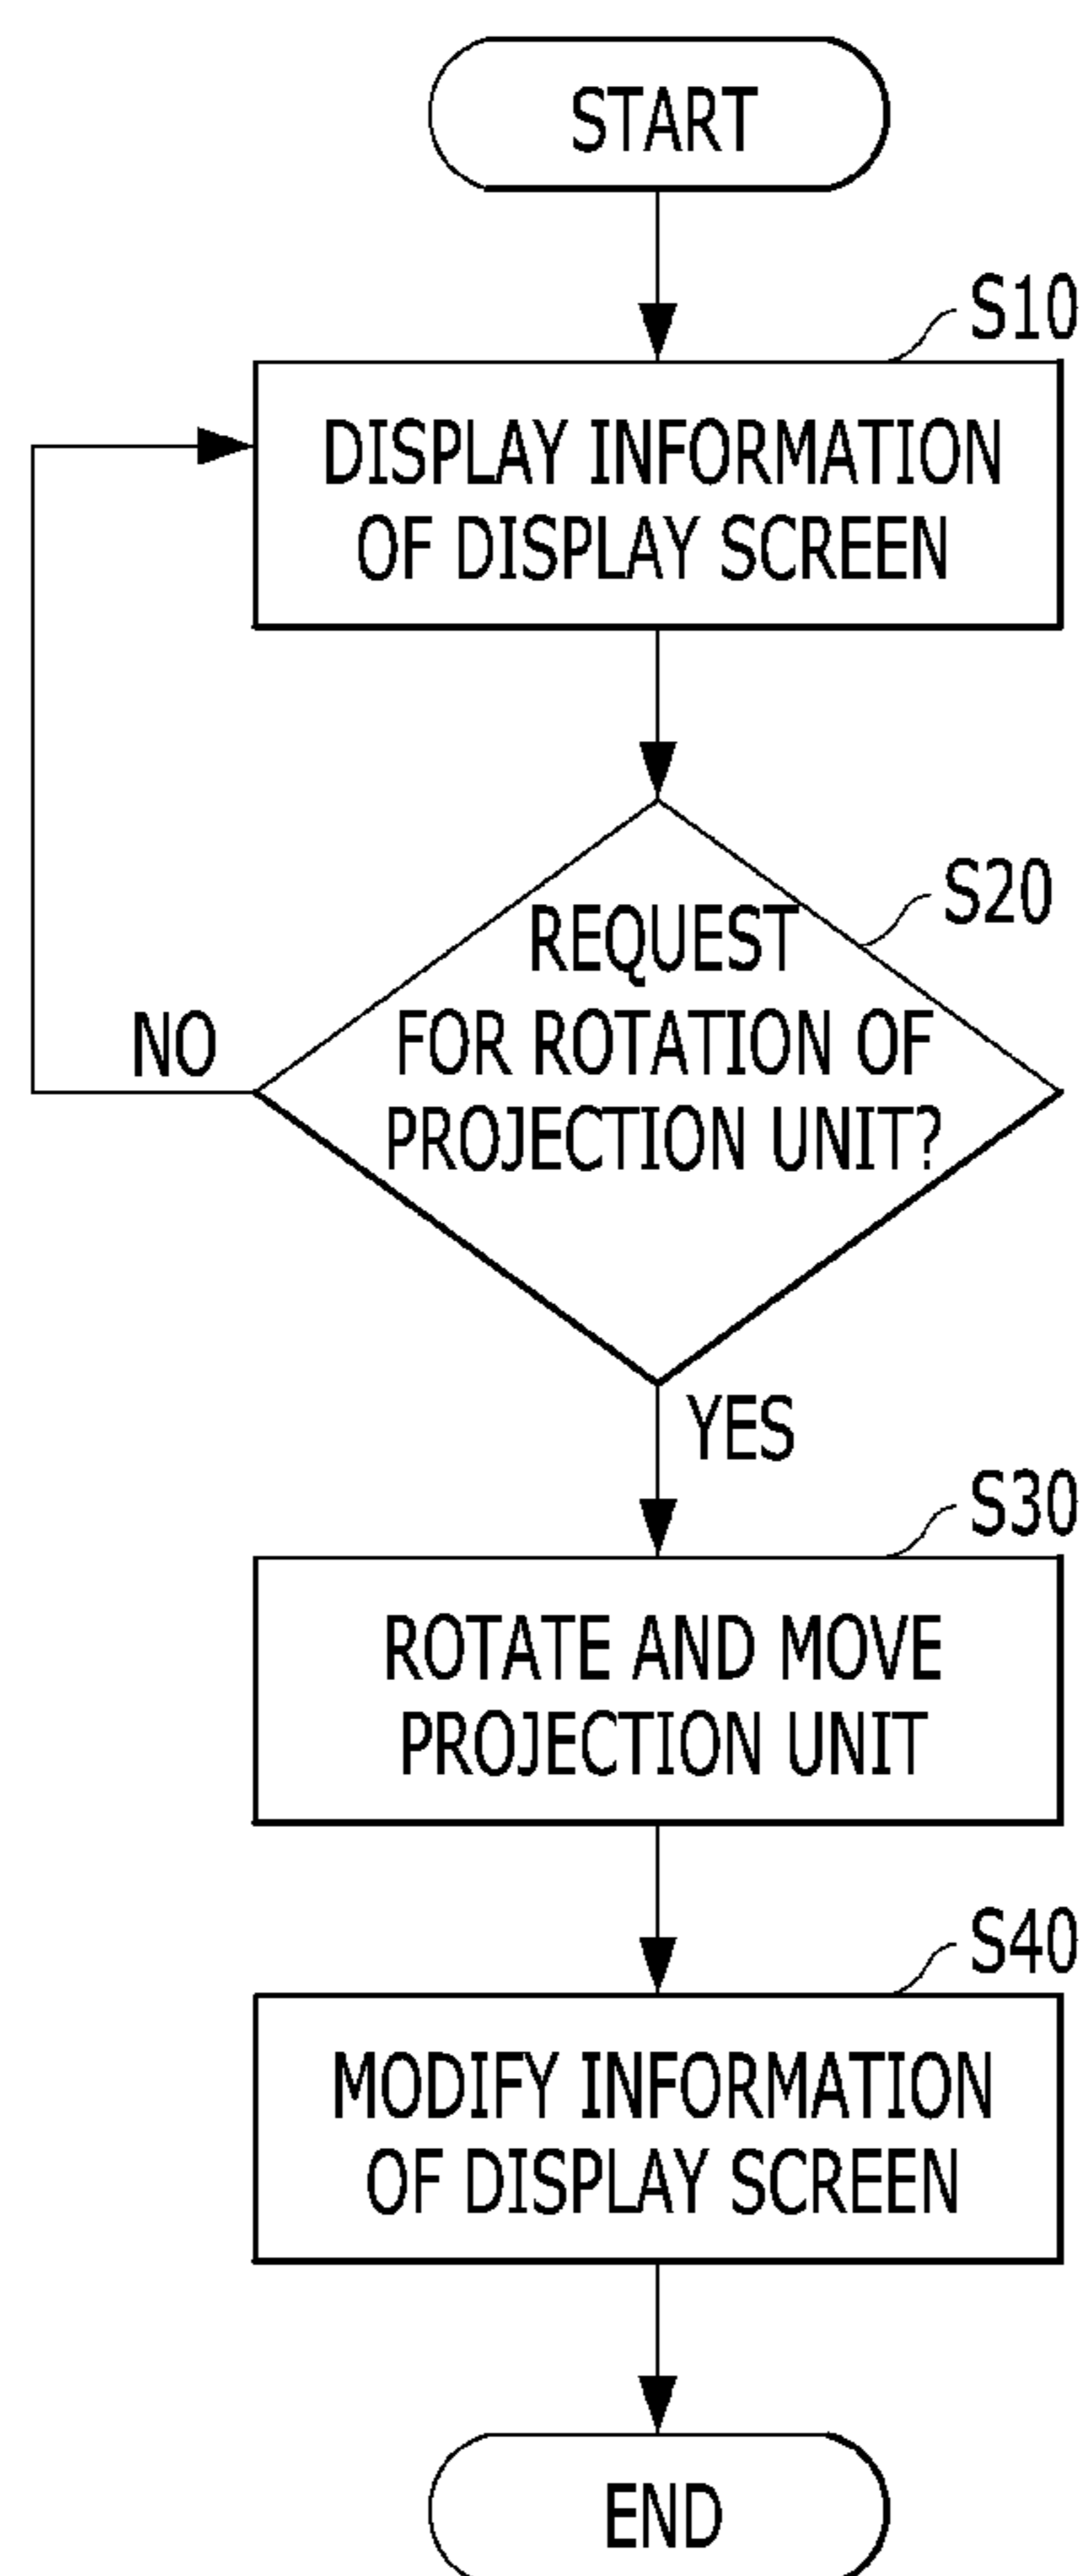 START
S10
DISPLAY INFORMATION
OF DISPLAY SCREEN
S20
REQUEST
FOR ROTATION OF
PROJECTION UNIT?
NO
YES
S30
ROTATE AND MOVE
PROJECTION UNIT
S40
MODIFY INFORMATION
OF DISPLAY SCREEN
END